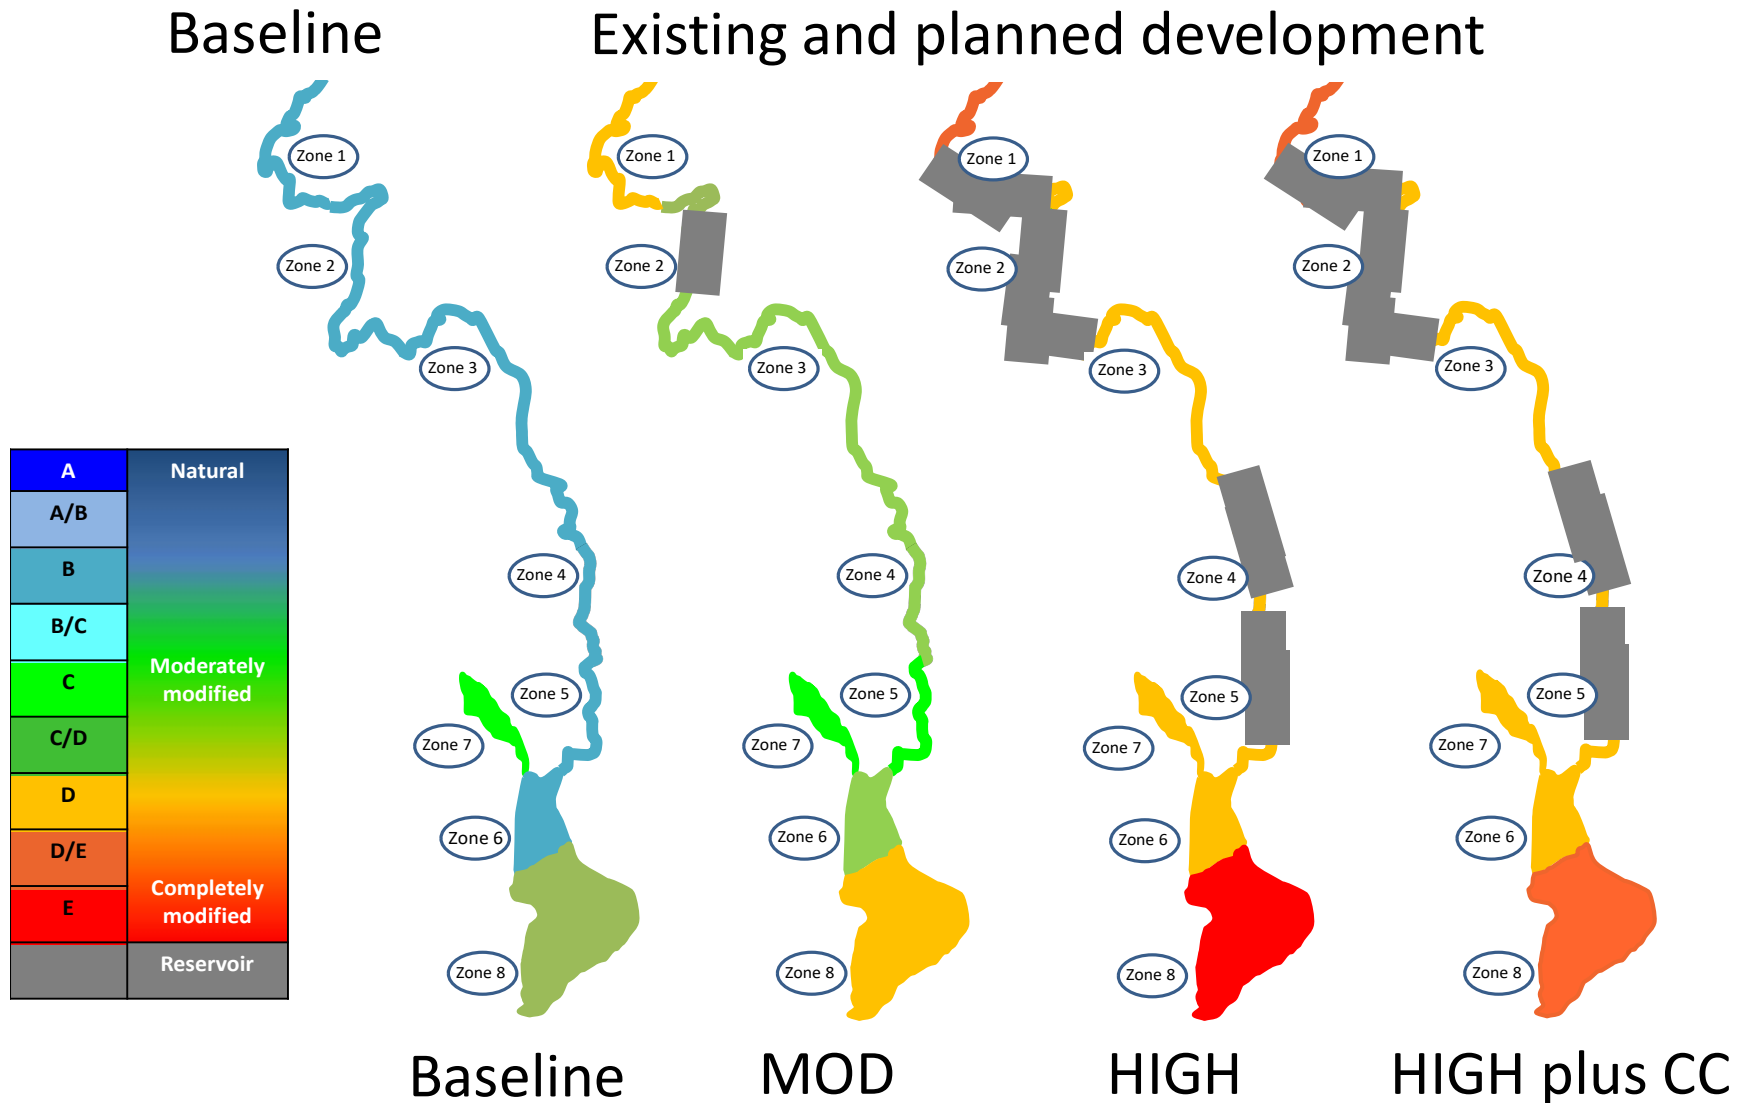 Baseline
Existing and planned development
Zone 1
Zone 1
Zone 1
Zone 1
Zone 2
Zone 2
Zone 2
Zone 2
Zone 3
Zone 3
Zone 3
Zone 3
A
Natural
A/B
B
B/C
C
Moderately
modified
C/D
D
D/E
E
Completely
modified
Reservoir
Zone 4
Zone 4
Zone 4
Zone 4
Zone 5
Zone 5
Zone 5
Zone 5
Zone 7
Zone 7
Zone 7
Zone 7
Zone 6
Zone 6
Zone 6
Zone 6
Zone 8
Zone 8
Zone 8
Zone 8
Baseline
MOD
HIGH
HIGH plus CC